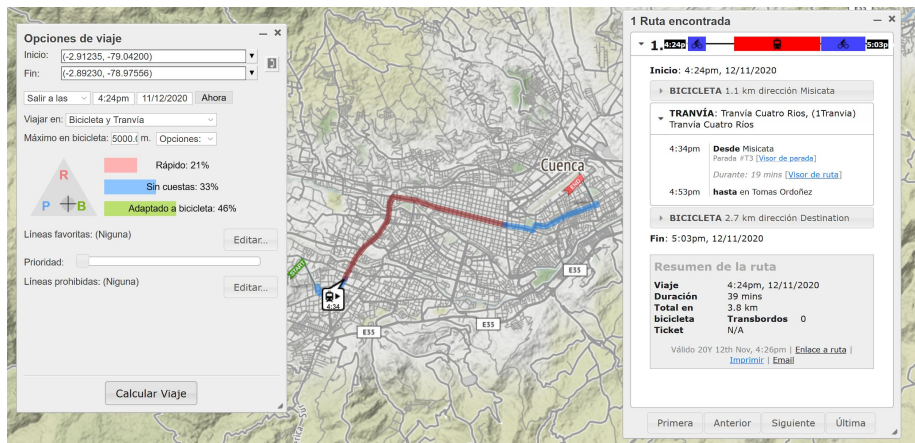 Opciones de viaje
Inicio: (-2.91235, -79.04200)
Fin: (-2.89230, -78.97556)
Salir a las 4:24pm 11/12/2020 Ahora
Viajar en: Bicicleta y Tranvía
Máximo en bicicleta: 5000.( m. Opciones:
R
P B
Rápido: 21%
Sin cuestas: 33%
Adaptado a bicicleta: 46%
Líneas favoritas: (Niguna) Editar...
Prioridad:
Líneas prohibidas: (Niguna) Editar...
Calcular Viaje
Cuenca
END
START
4:34
E35
E35
E35
E35
1 Ruta encontrada
1. 4:24p 5:03p
Inicio: 4:24pm, 12/11/2020
BICICLETA 1.1 km dirección Misicata
TRANVÍA: Tranvía Cuatro Rios, (1Tranvia)
Tranvia Cuatro Ríos
4:34pm Desde Misicata
Parada #T3 [Visor de parada]
Durante: 19 mins [Visor de ruta]
4:53pm hasta en Tomas Ordoñez
BICICLETA 2.7 km dirección Destination
Fin: 5:03pm, 12/11/2020
Resumen de la ruta
Viaje 4:24pm, 12/11/2020
Duración 39 mins
Total en 3.8 km
bicicleta Transbordos 0
Ticket N/A
Válido 20Y 12th Nov, 4:26pm | Enlace a ruta |
Imprimir | Email
Primera Anterior Siguiente Última